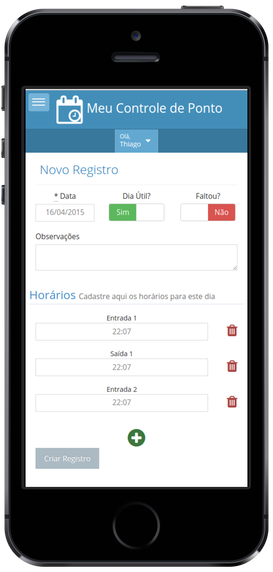 Meu Controle de Ponto
Olá,
Thiago
Novo Registro
* Data
Dia Útil?
Faltou?
16/04/2015
Sim
Não
Observações
Horários Cadastre aqui os horários para este dia
Entrada 1
22:07
Saída 1
22:07
Entrada 2
22:07
Criar Registro